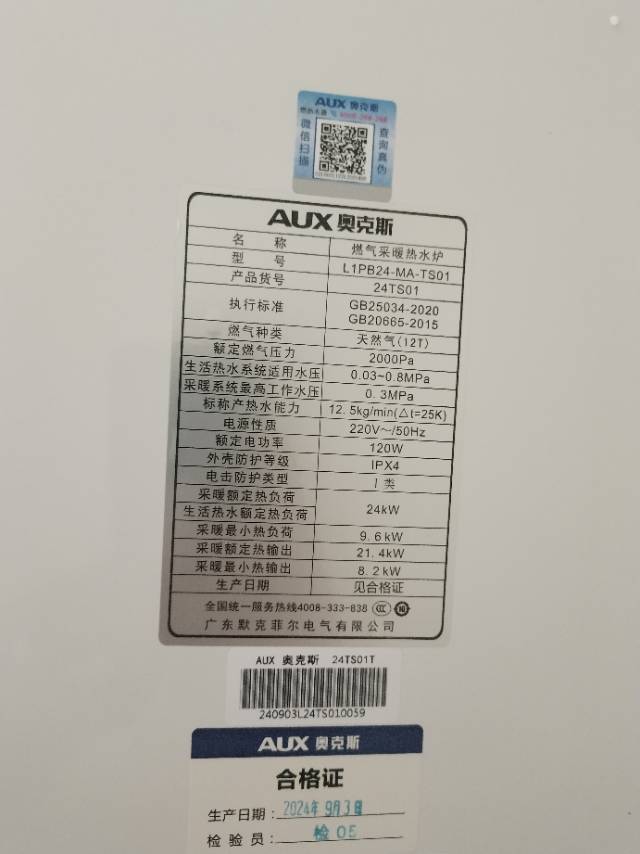 AUX 奥克斯
微信扫描
查询真伪
AUX 奥克斯
名 称 燃气采暖热水炉
型 号 L1PB24-MA-TS01
产品货号 24TS01
执行标准 GB25034-2020
GB20665-2015
燃气种类 天然气(12T)
额定燃气压力 2000Pa
生活热水系统适用水压 0.03~0.8MPa
采暖系统最高工作水压 0.3MPa
标称产热水能力 12.5kg/min(△t=25K)
电源性质 220V～/50Hz
额定电功率 120W
外壳防护等级 IPX4
电击防护类型 I 类
采暖额定热负荷 24kW
生活热水额定热负荷
采暖最小热负荷 9.6kW
采暖额定热输出 21.4kW
采暖最小热输出 8.2kW
生产日期 见合格证
全国统一服务热线4008-333-838
广东默克菲尔电气有限公司
AUX 奥克斯 24TS01T
240903L24TS010059
AUX 奥克斯
合格证
生产日期: 2024年9月3日
检 验 员: 检 05